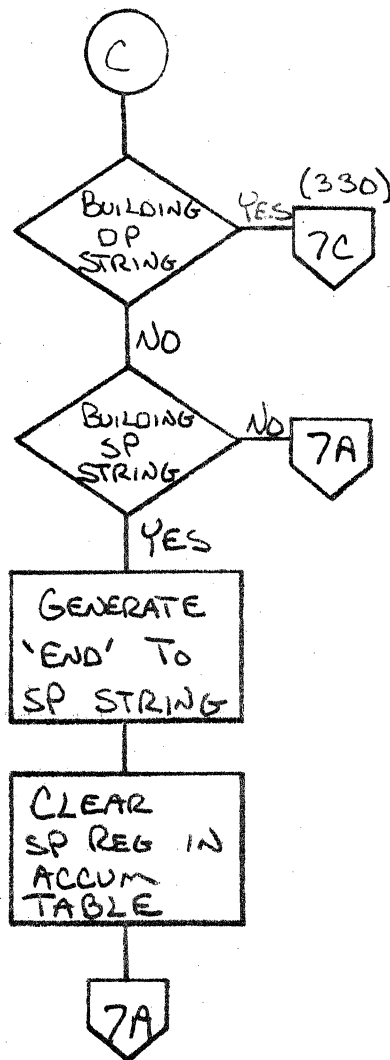 C
BUILDING
DP
STRING
YES
(330)
7C
NO
BUILDING
SP
STRING
NO
7A
YES
GENERATE
'END' TO
SP STRING
CLEAR
SP REG IN
ACCUM
TABLE
7A